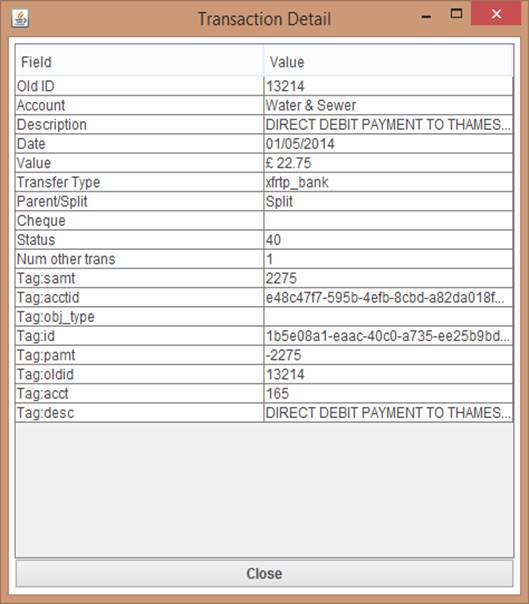 Transaction Detail
Field Value
Old ID 13214
Account Water & Sewer
Description DIRECT DEBIT PAYMENT TO THAMES...
Date 01/05/2014
Value £ 22.75
Transfer Type xfrtp_bank
Parent/Split Split
Cheque
Status 40
Num other trans 1
Tag:samt 2275
Tag:acctid e48c47f7-595b-4efb-8cbd-a82da018f...
Tag:obj_type
Tag:id 1b5e08a1-eaac-40c0-a735-ee25b9bd...
Tag:pamt -2275
Tag:oldid 13214
Tag:acct 165
Tag:desc DIRECT DEBIT PAYMENT TO THAMES...
Close